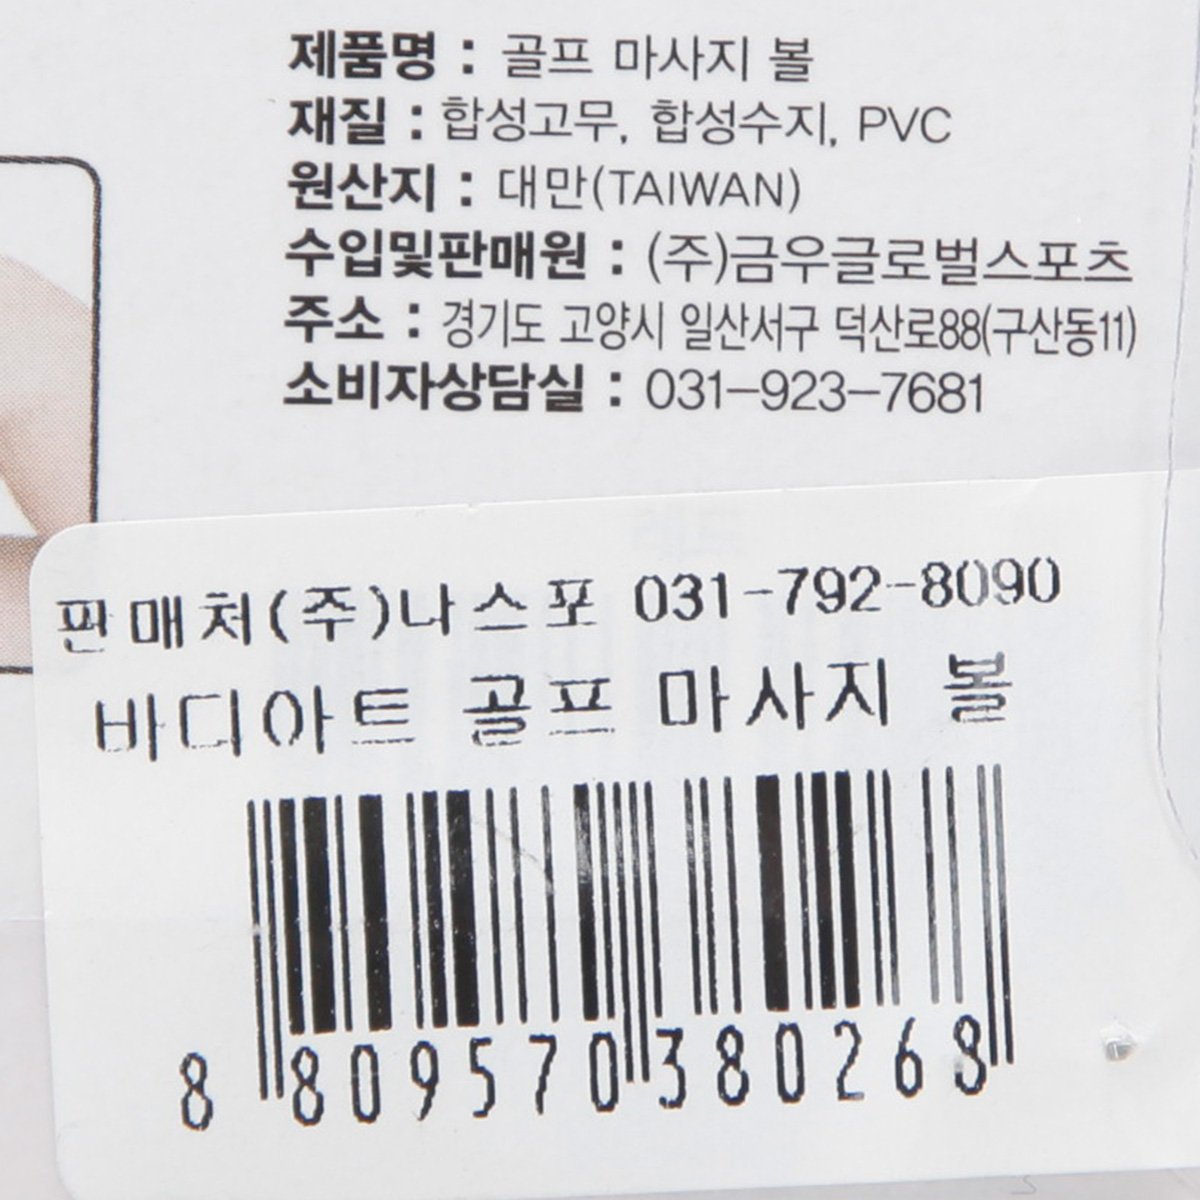 제품명 : 골프 마사지 볼
재질 : 합성고무, 합성수지, PVC
원산지 : 대만(TAIWAN)
수입및판매원 : (주)금우글로벌스포츠
주소 : 경기도 고양시 일산서구 덕산로88(구산동11)
소비자상담실 : 031-923-7681
판매처(주)나스포 031-792-8090
바디아트 골프 마사지 볼
8 809570 380268